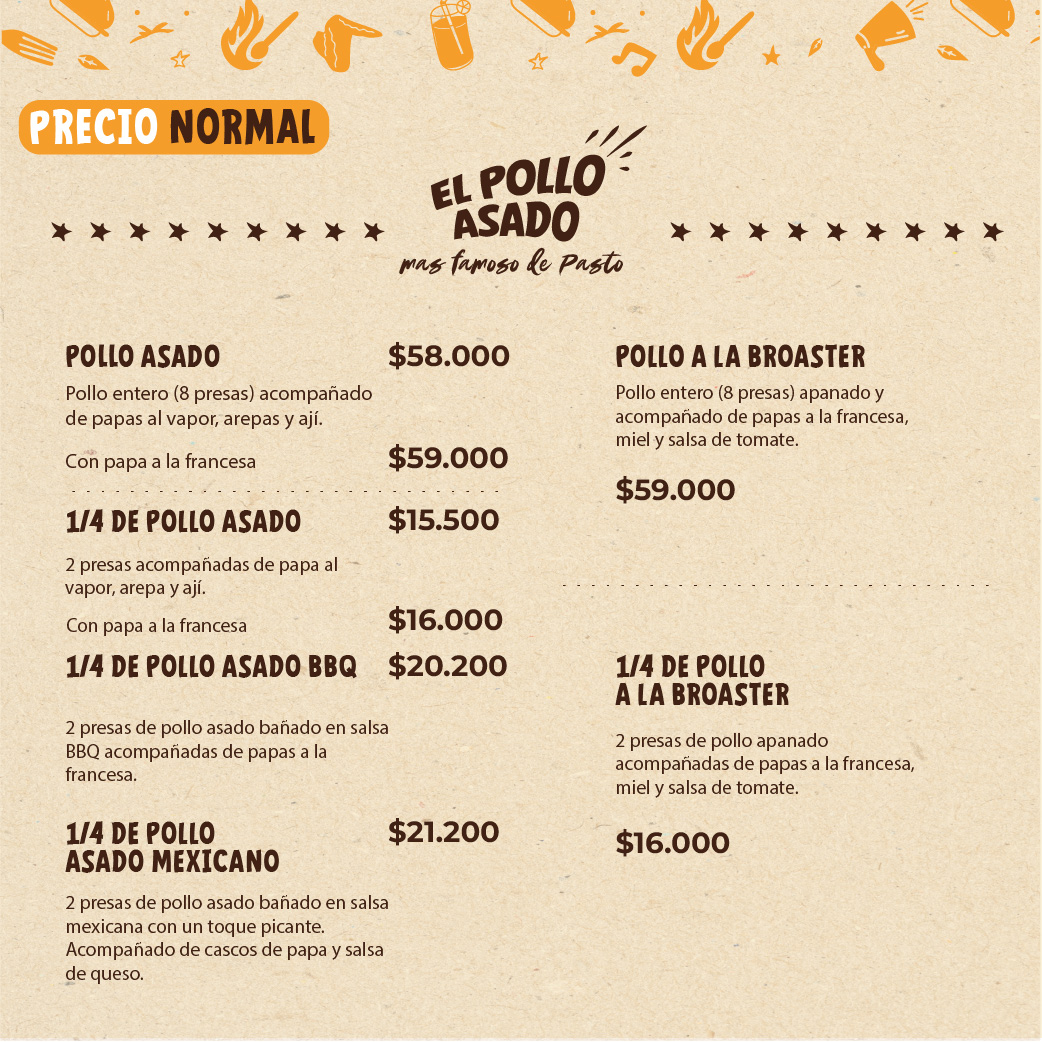 PRECIO NORMAL
EL POLLO
ASADO
mas famoso de Pasto
POLLO ASADO $58.000
Pollo entero (8 presas) acompañado
de papas al vapor, arepas y ají.
Con papa a la francesa $59.000
1/4 DE POLLO ASADO $15.500
2 presas acompañadas de papa al
vapor, arepa y ají.
Con papa a la francesa $16.000
1/4 DE POLLO ASADO BBQ $20.200
2 presas de pollo asado bañado en salsa
BBQ acompañadas de papas a la
francesa.
1/4 DE POLLO $21.200
ASADO MEXICANO
2 presas de pollo asado bañado en salsa
mexicana con un toque picante.
Acompañado de cascos de papa y salsa
de queso.
POLLO A LA BROASTER
Pollo entero (8 presas) apanado y
acompañado de papas a la francesa,
miel y salsa de tomate.
$59.000
1/4 DE POLLO
A LA BROASTER
2 presas de pollo apanado
acompañadas de papas a la francesa,
miel y salsa de tomate.
$16.000